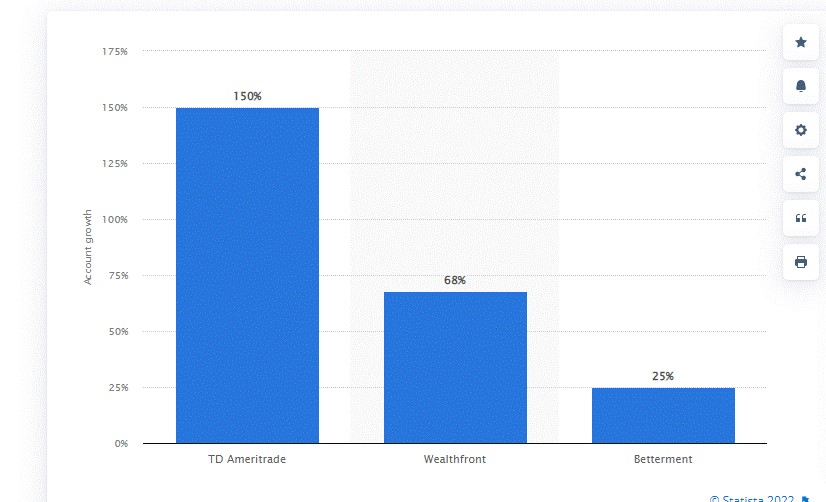 175%
150%
150%
125%
100%
Account growth
75%
68%
50%
25%
25%
0%
TD Ameritrade
Wealthfront
Betterment
© Statista 2022